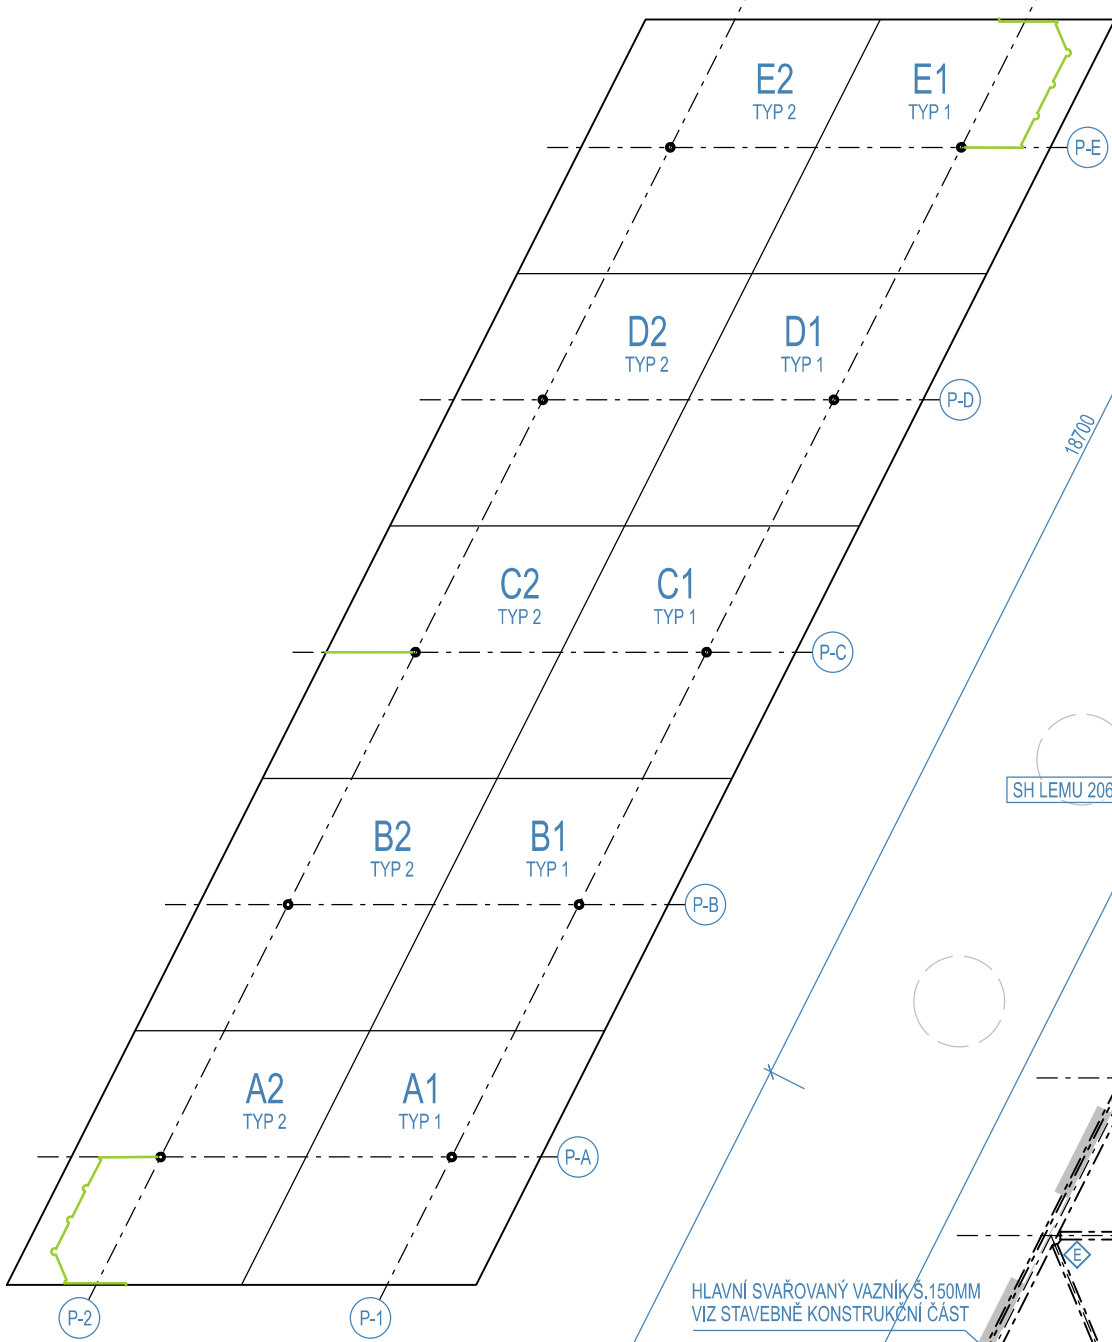 E2
TYP 2
E1
TYP 1
P-E
D2
TYP 2
D1
TYP 1
P-D
18700
C2
TYP 2
C1
TYP 1
P-C
SH LEMU 206
B2
TYP 2
B1
TYP 1
P-B
A2
TYP 2
A1
TYP 1
P-A
E
HLAVNÍ SVAŘOVANÝ VAZNÍK Š.150MM
VIZ STAVEBNĚ KONSTRUKČNÍ ČÁST
P-2
P-1